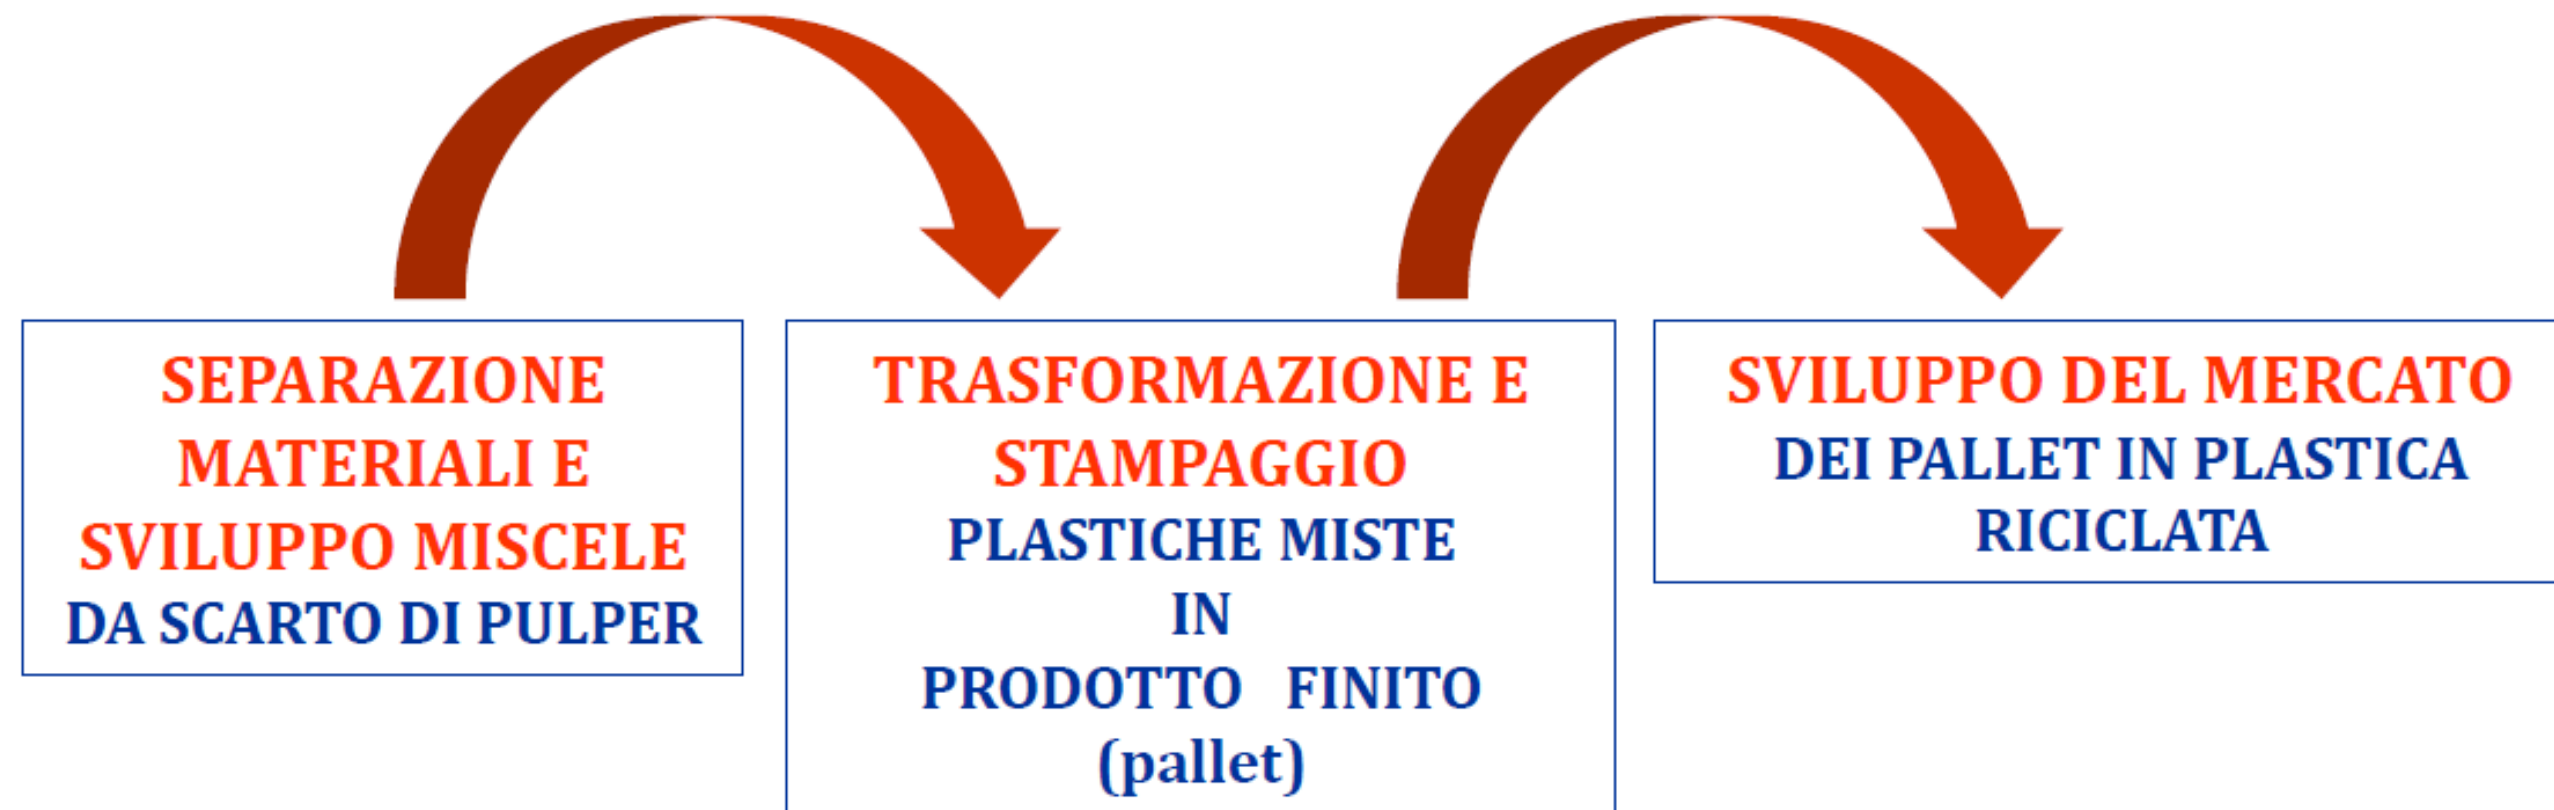 SEPARAZIONE
MATERIALI E
SVILUPPO MISCELE
DA SCARTO DI PULPER
TRASFORMAZIONE E
STAMPAGGIO
PLASTICHE MISTE
IN
PRODOTTO FINITO
(pallet)
SVILUPPO DEL MERCATO
DEI PALLET IN PLASTICA
RICICLATA